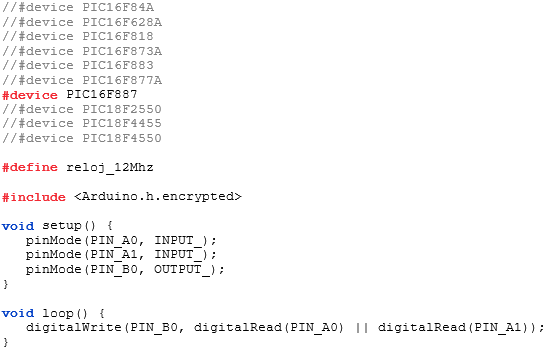 //#device PIC16F84A
//#device PIC16F628A
//#device PIC16F818
//#device PIC16F873A
//#device PIC16F883
//#device PIC16F877A
#device PIC16F887
//#device PIC18F2550
//#device PIC18F4455
//#device PIC18F4550

#define reloj_12Mhz

#include <Arduino.h.encrypted>

void setup() {
   pinMode(PIN_A0, INPUT_);
   pinMode(PIN_A1, INPUT_);
   pinMode(PIN_B0, OUTPUT_);
}

void loop() {
   digitalWrite(PIN_B0, digitalRead(PIN_A0) || digitalRead(PIN_A1));
}